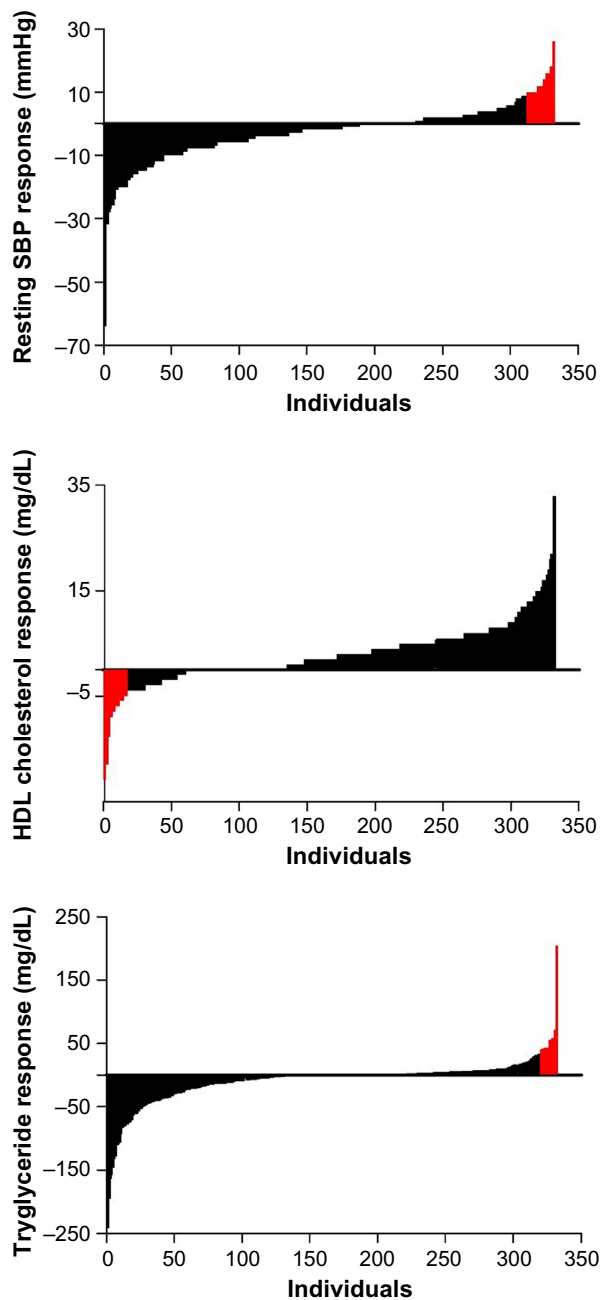 Resting SBP response (mmHg)
30
10
–10
–30
–50
–70
0 50 100 150 200 250 300 350
Individuals
HDL cholesterol response (mg/dL)
35
15
–5
0 50 100 150 200 250 300 350
Individuals
Tryglyceride response (mg/dL)
250
150
50
–50
–150
–250
0 50 100 150 200 250 300 350
Individuals